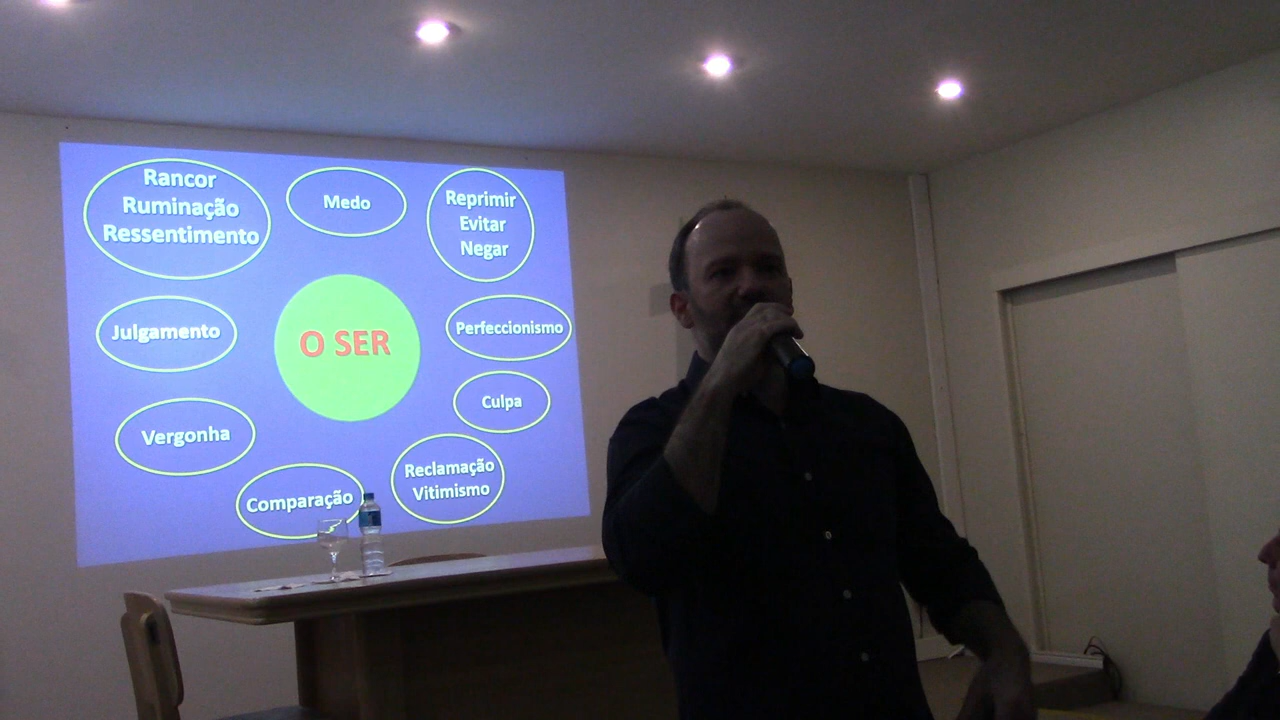 Rancor
Ruminação
Ressentimento
Medo
Reprimir
Evitar
Negar
Julgamento
O SER
Perfeccionismo
Culpa
Vergonha
Reclamação
Vitimismo
Comparação